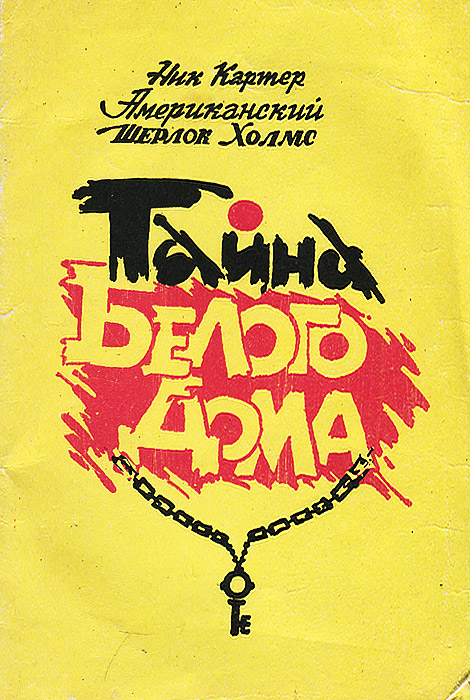 Ник Картер
Американский
Шерлок Холмс
Тайна
Белого
Дома